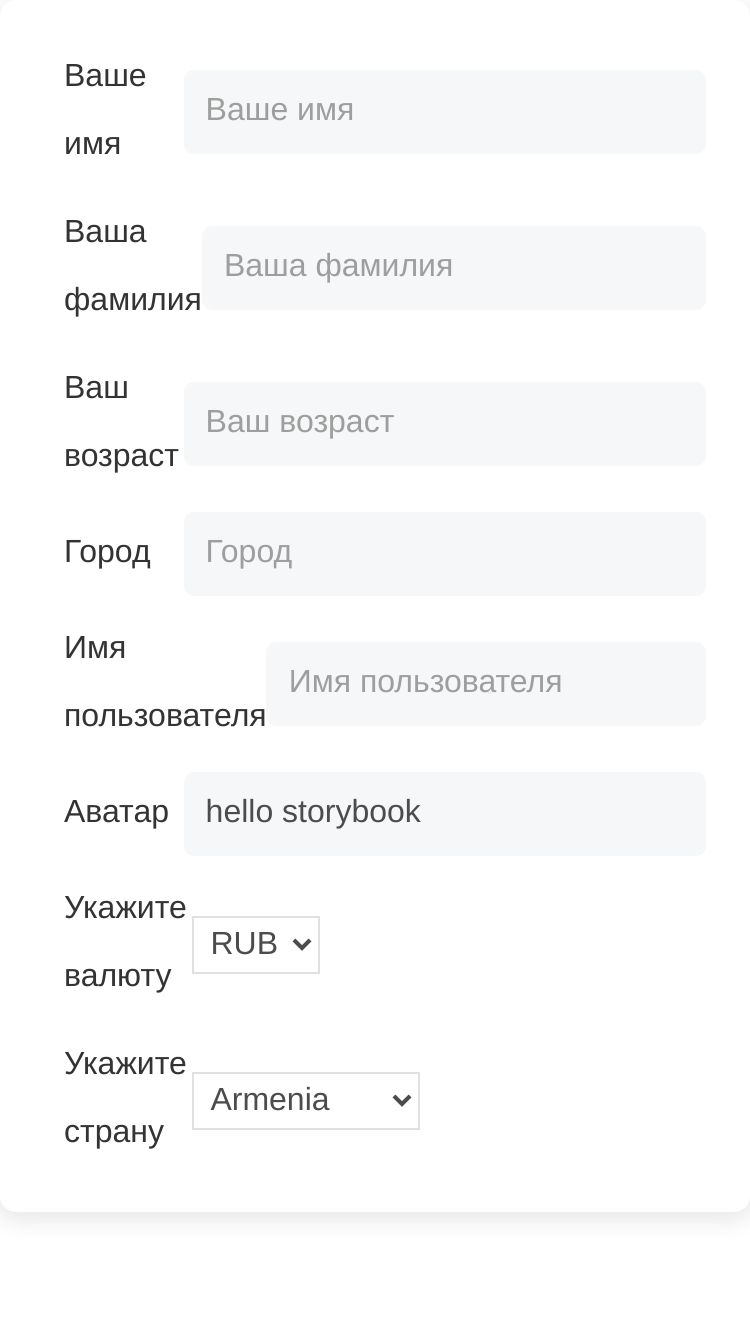 Ваше
имя
Ваше имя
Ваша
фамилия
Ваша фамилия
Ваш
возраст
Ваш возраст
Город
Город
Имя
пользователя
Имя пользователя
Аватар
hello storybook
Укажите
валюту
RUB
Укажите
страну
Armenia